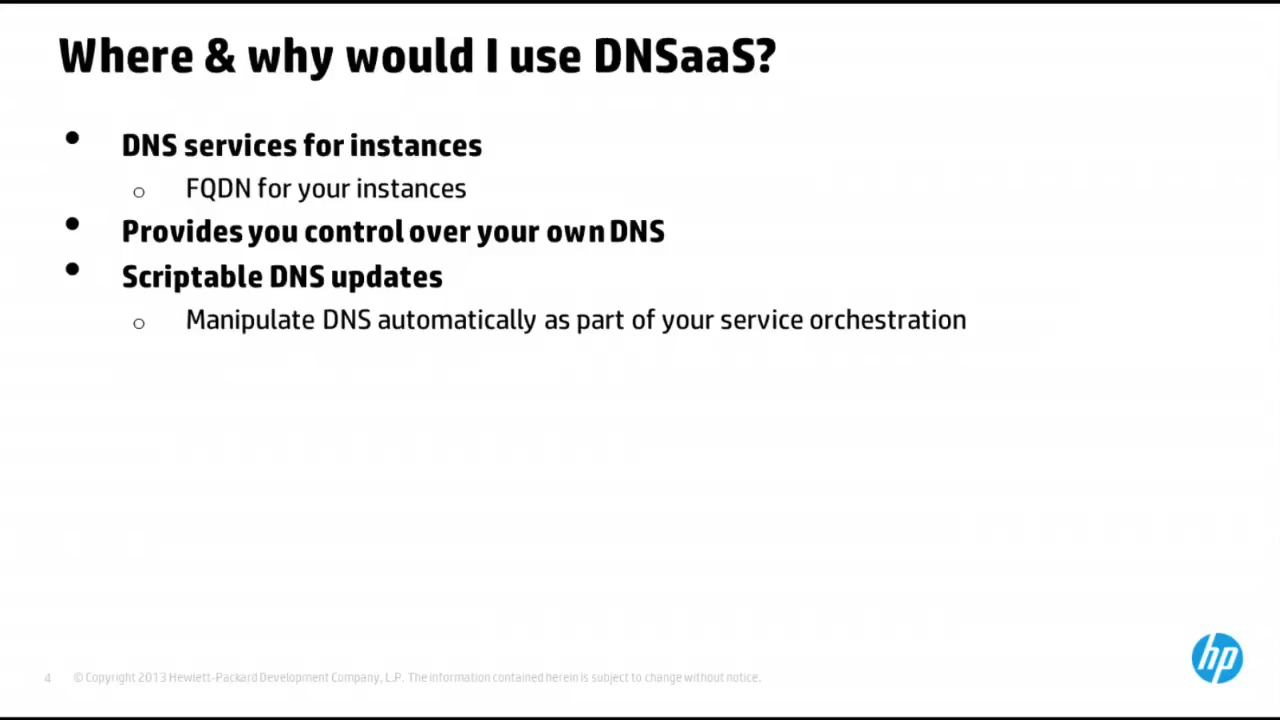 Where & why would I use DNSaaS?
• DNS services for instances
o FQDN for your instances
• Provides you control over your own DNS
• Scriptable DNS updates
o Manipulate DNS automatically as part of your service orchestration
hp
4 © Copyright 2013 Hewlett-Packard Development Company, L.P. The information contained herein is subject to change without notice.